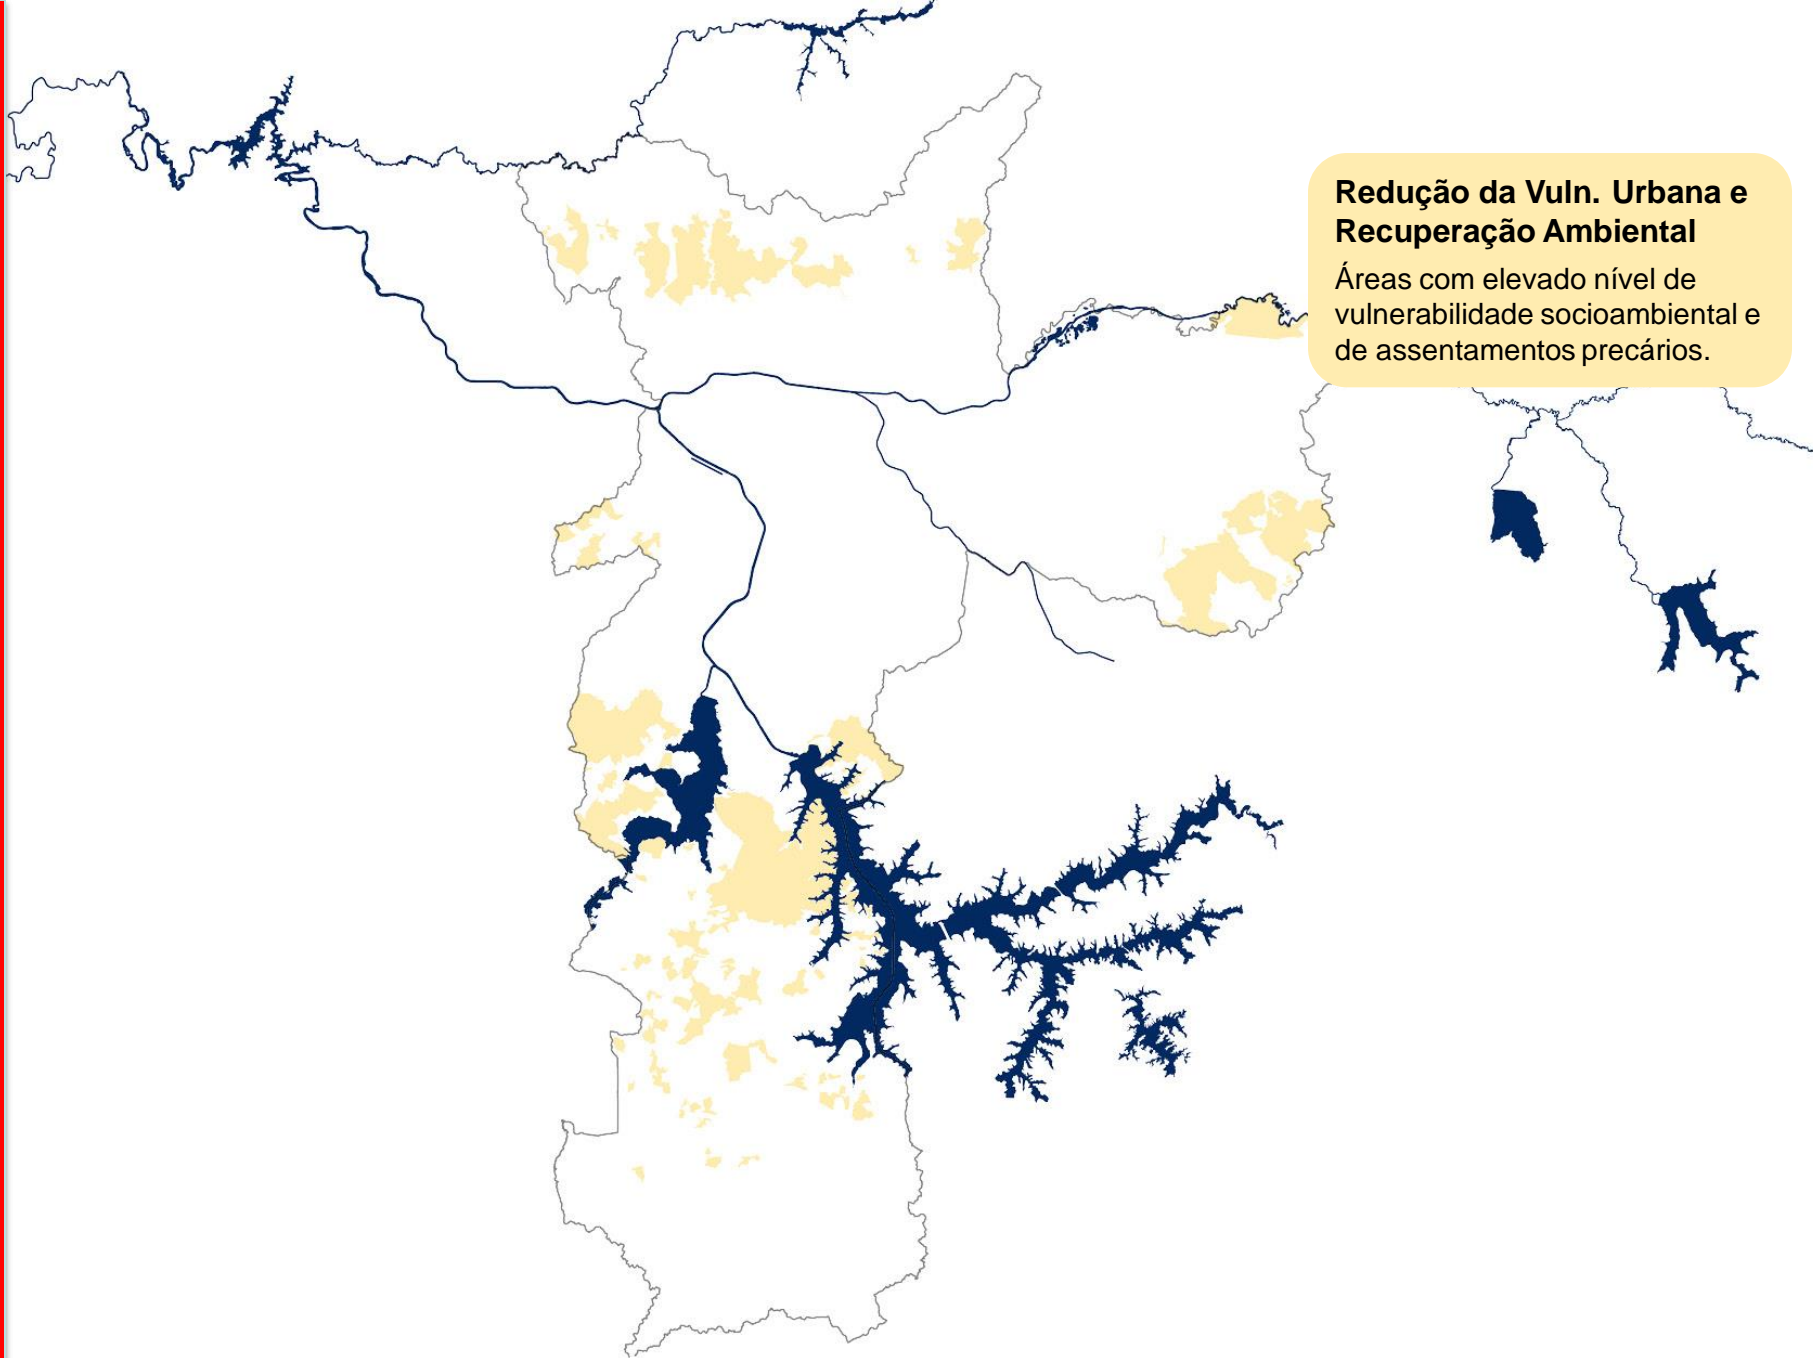 Redução da Vuln. Urbana e
Recuperação Ambiental
Áreas com elevado nível de
vulnerabilidade socioambiental e
de assentamentos precários.